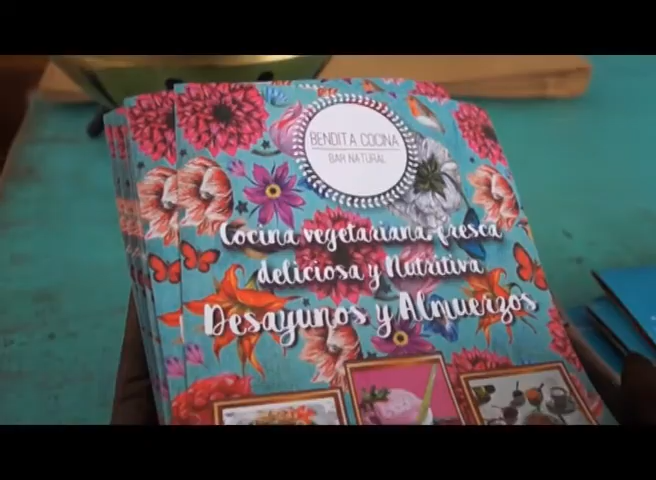 BENDITA COCINA
BAR NATURAL
Cocina vegetariana, fresca
deliciosa y Nutritiva
Desayunos y Almuerzos